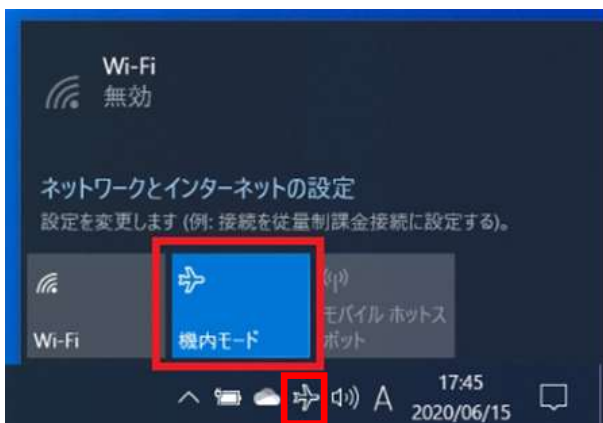 Wi-Fi
無効
ネットワークとインターネットの設定
設定を変更します (例: 接続を従量制課金接続に設定する)。
Wi-Fi
機内モード
モバイル ホットス
ポット
A
17:45
2020/06/15